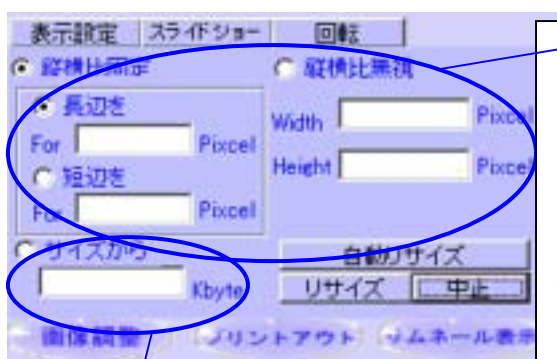 表示設定 スライドショー 回転
縦横比固定 縦横比無視
長辺を
For Pixcel
短辺を
For Pixcel
Width Pixcel
Height Pixcel
サイズから
Kbyte
自動リサイズ
リサイズ 中止
画像調整 プリントアウト サムネール表示